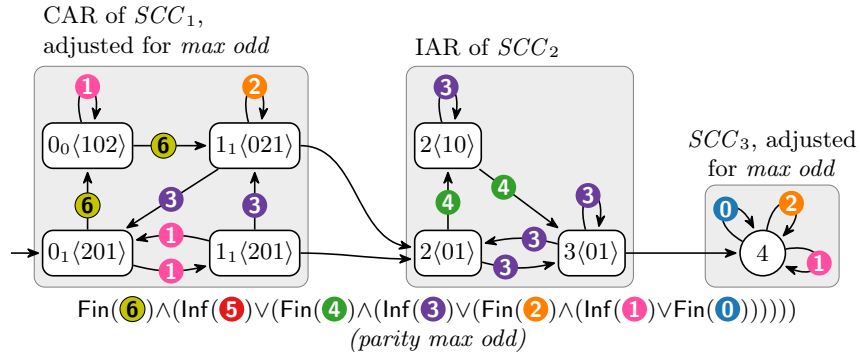 CAR of SCC₁,
adjusted for max odd
IAR of SCC₂
SCC₃, adjusted
for max odd
1 2 3
0₀⟨102⟩ 6 1₁⟨021⟩ 2⟨10⟩
6 3 3 4 4 3 0 2
0₁⟨201⟩ 1 1 1₁⟨201⟩ 2⟨01⟩ 3 3 3⟨01⟩ 4 1
Fin(6)∧(Inf(5)∨(Fin(4)∧(Inf(3)∨(Fin(2)∧(Inf(1)∨Fin(0))))))
(parity max odd)